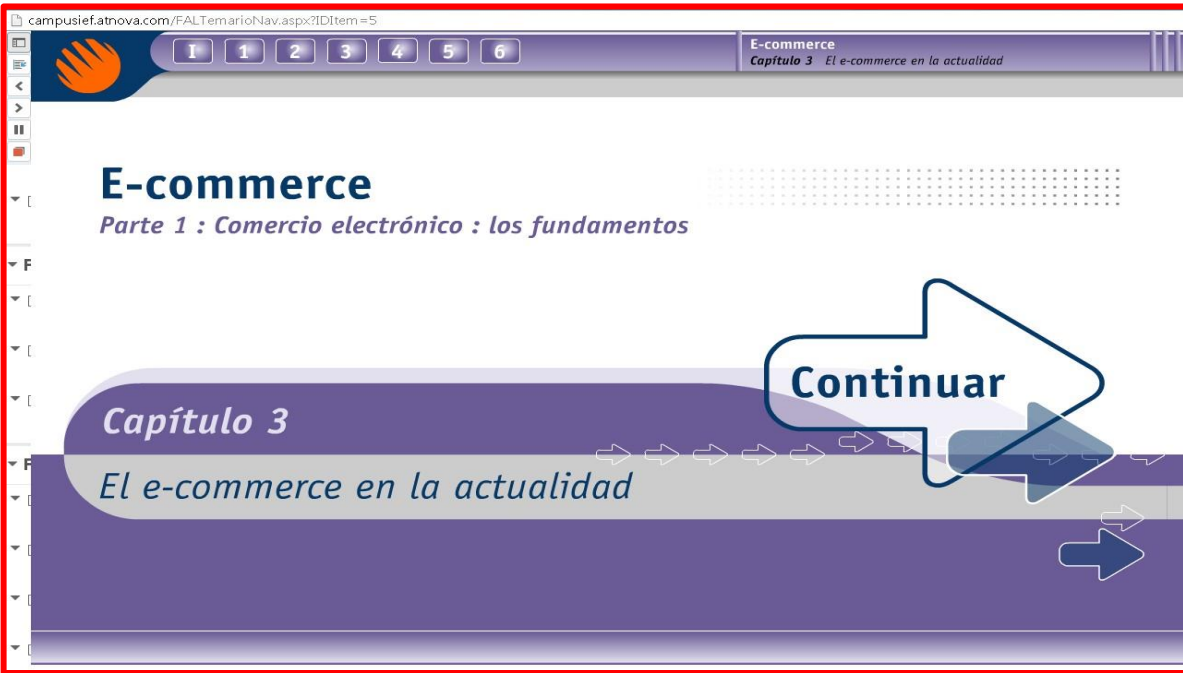 campusief.atnova.com/FALTemarioNav.aspx?IDItem=5
I 1 2 3 4 5 6
E-commerce
Capítulo 3 El e-commerce en la actualidad
E-commerce
Parte 1 : Comercio electrónico : los fundamentos
Continuar
Capítulo 3
El e-commerce en la actualidad
F
F